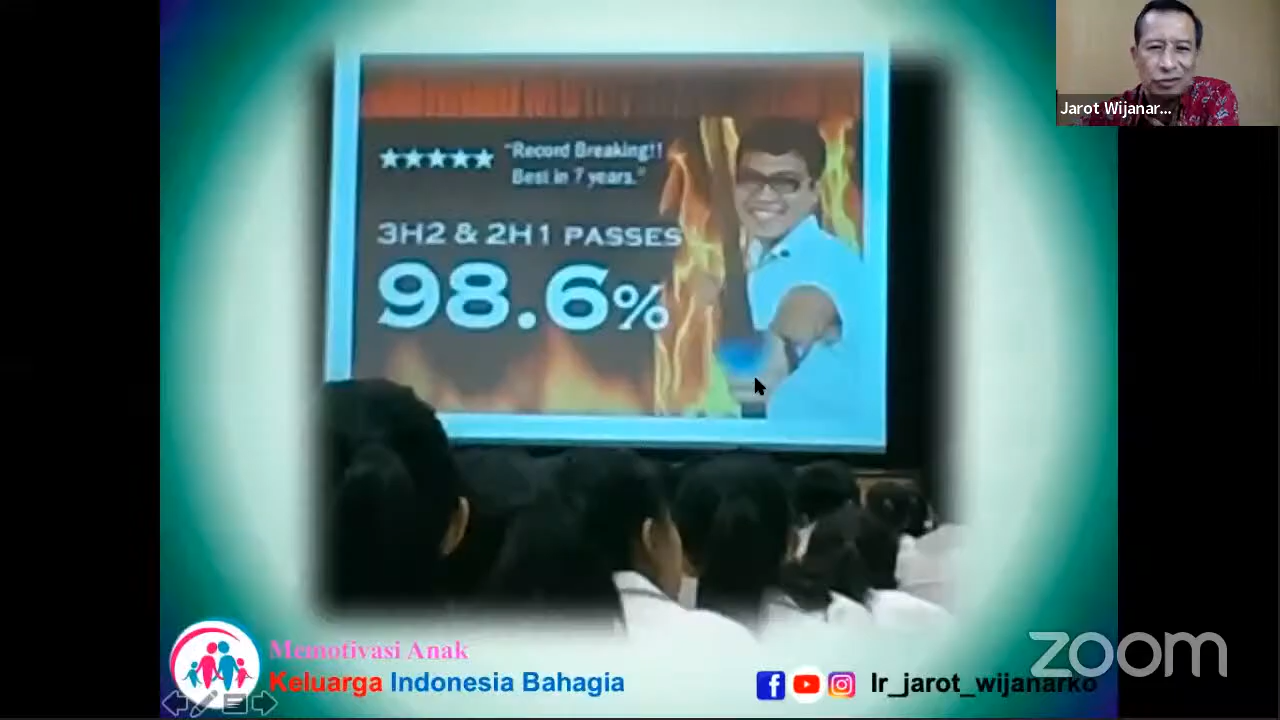 Jarot Wijanar...
"Record Breaking!!
Best in 7 years."
3H2 & 2H1 PASSES
98.6%
Memotivasi Anak
Keluarga Indonesia Bahagia
Ir_jarot_wijanarko
zoom